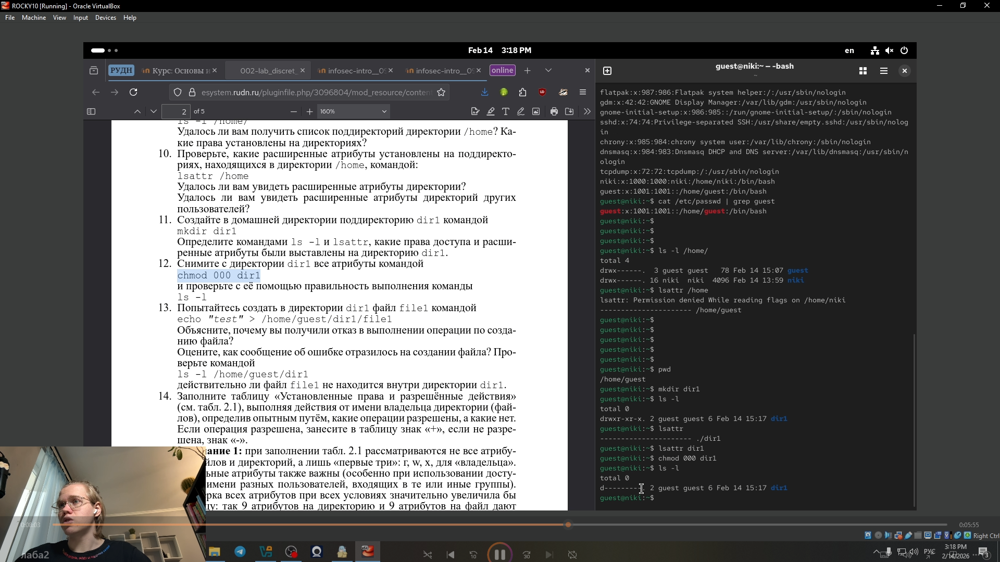 ROCKY10 [Running] - Oracle VirtualBox
File Machine View Input Devices Help
Feb 14 3:18 PM
en
РУДН
Курс: Основы и
002-lab_discret_
infosec-intro__0
infosec-intro__0
online
guest@niki:~ — -bash
~
esystem.rudn.ru/pluginfile.php/3096804/mod_resource/conten
2 of 5
160%
ls -l /home/
Удалось ли вам получить список поддиректорий директории /home? Ка-
кие права установлены на директориях?
10. Проверьте, какие расширенные атрибуты установлены на поддиректо-
риях, находящихся в директории /home, командой:
lsattr /home
Удалось ли вам увидеть расширенные атрибуты директории?
Удалось ли вам увидеть расширенные атрибуты директорий других
пользователей?
11. Создайте в домашней директории поддиректорию dir1 командой
mkdir dir1
Определите командами ls -l и lsattr, какие права доступа и расши-
ренные атрибуты были выставлены на директорию dir1.
12. Снимите с директории dir1 все атрибуты командой
chmod 000 dir1
и проверьте с её помощью правильность выполнения команды
ls -l
13. Попытайтесь создать в директории dir1 файл file1 командой
echo "test" > /home/guest/dir1/file1
Объясните, почему вы получили отказ в выполнении операции по созда-
нию файла?
Оцените, как сообщение об ошибке отразилось на создании файла? Про-
верьте командой
ls -l /home/guest/dir1
действительно ли файл file1 не находится внутри директории dir1.
14. Заполните таблицу «Установленные права и разрешённые действия»
(см. табл. 2.1), выполняя действия от имени владельца директории (фай-
лов), определив опытным путём, какие операции разрешены, а какие нет.
Если операция разрешена, занесите в таблицу знак «+», если не разре-
шена, знак «-».
ание 1: при заполнении табл. 2.1 рассматриваются не все атрибу-
йлов и директорий, а лишь «первые три»: r, w, x, для «владельца».
ьные атрибуты также важны (особенно при использовании досту-
имени разных пользователей, входящих в те или иные группы).
рка всех атрибутов при всех условиях значительно увеличила бы
цу: так 9 атрибутов на директорию и 9 атрибутов на файл дают
flatpak:x:987:986:Flatpak system helper:/:/usr/sbin/nologin
gdm:x:42:42:GNOME Display Manager:/var/lib/gdm:/usr/sbin/nologin
gnome-initial-setup:x:986:985::/run/gnome-initial-setup/:/sbin/nologin
sshd:x:74:74:Privilege-separated SSH:/usr/share/empty.sshd:/usr/sbin/nolog
in
chrony:x:985:984:chrony system user:/var/lib/chrony:/sbin/nologin
dnsmasq:x:984:983:Dnsmasq DHCP and DNS server:/var/lib/dnsmasq:/usr/sbin/n
ologin
tcpdump:x:72:72:tcpdump:/:/usr/sbin/nologin
niki:x:1000:1000:niki:/home/niki:/bin/bash
guest:x:1001:1001::/home/guest:/bin/bash
guest@niki:~$ cat /etc/passwd | grep guest
guest:x:1001:1001::/home/guest:/bin/bash
guest@niki:~$
guest@niki:~$
guest@niki:~$
guest@niki:~$ ls -l /home/
total 4
drwx------. 3 guest guest 78 Feb 14 15:07 guest
drwx------. 16 niki niki 4096 Feb 14 13:59 niki
guest@niki:~$ lsattr /home
lsattr: Permission denied While reading flags on /home/niki
---------------------- /home/guest
guest@niki:~$
guest@niki:~$
guest@niki:~$
guest@niki:~$
guest@niki:~$
guest@niki:~$ pwd
/home/guest
guest@niki:~$ mkdir dir1
guest@niki:~$ ls -l
total 0
drwxr-xr-x. 2 guest guest 6 Feb 14 15:17 dir1
guest@niki:~$ lsattr
---------------------- ./dir1
guest@niki:~$ lsattr dir1
guest@niki:~$ chmod 000 dir1
guest@niki:~$ ls -l
total 0
d---------. 2 guest guest 6 Feb 14 15:17 dir1
guest@niki:~$
0:08:03
0:05:55
Right Ctrl
лаба2
10
30
РУС
3:18 PM
2/14/2026
3